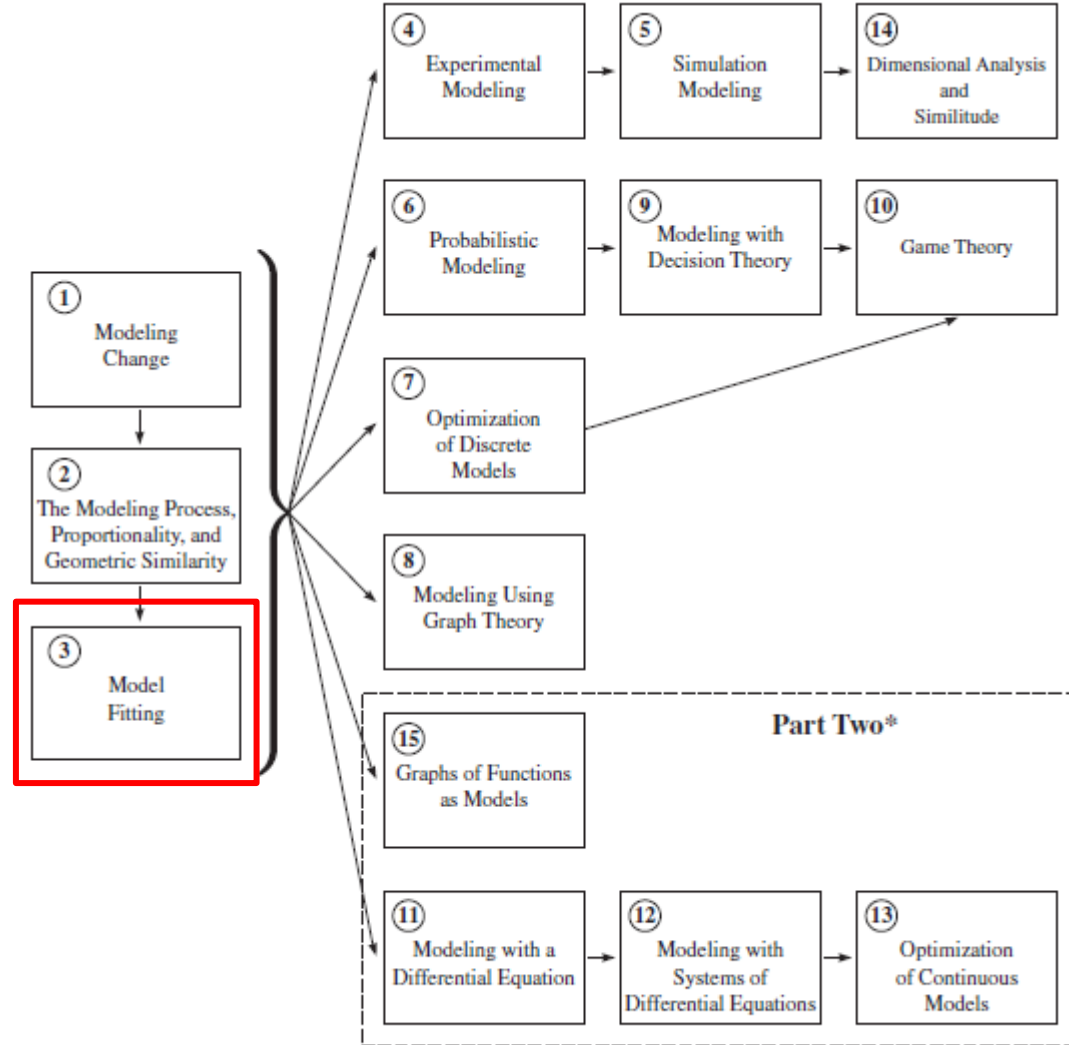 4
Experimental
Modeling
5
Simulation
Modeling
14
Dimensional Analysis
and
Similitude
6
Probabilistic
Modeling
9
Modeling with
Decision Theory
10
Game Theory
1
Modeling
Change
7
Optimization
of Discrete
Models
2
The Modeling Process,
Proportionality, and
Geometric Similarity
8
Modeling Using
Graph Theory
3
Model
Fitting
Part Two*
15
Graphs of Functions
as Models
11
Modeling with a
Differential Equation
12
Modeling with
Systems of
Differential Equations
13
Optimization
of Continuous
Models